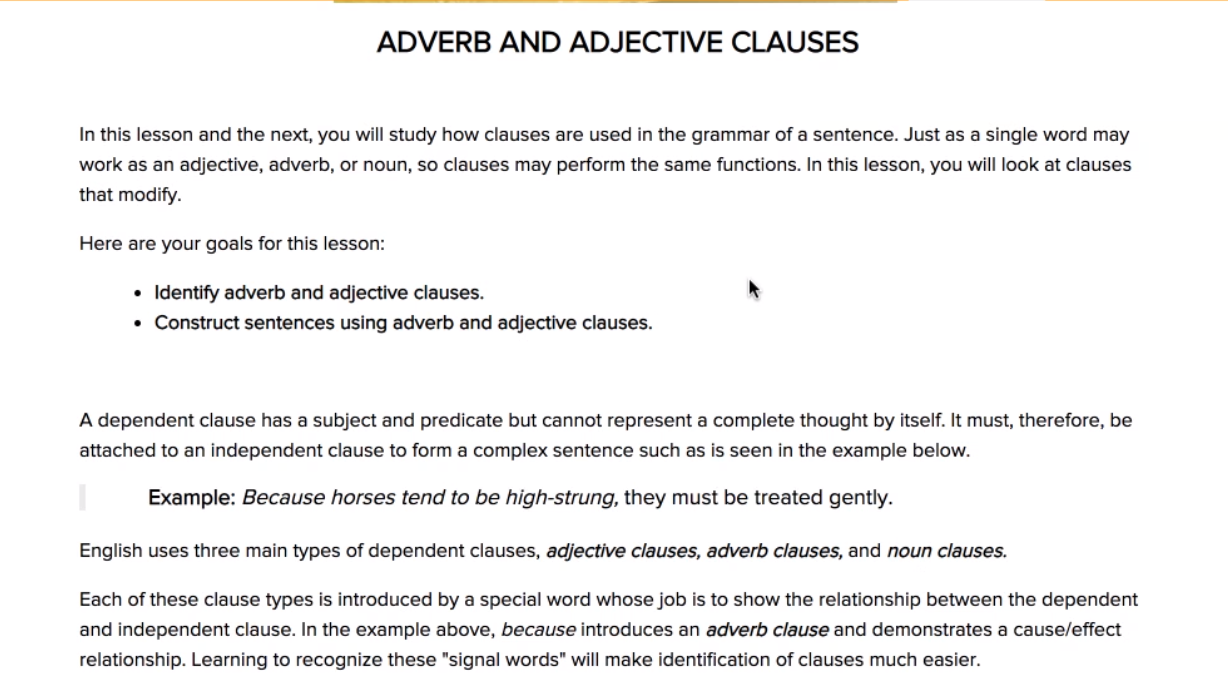 ADVERB AND ADJECTIVE CLAUSES
In this lesson and the next, you will study how clauses are used in the grammar of a sentence. Just as a single word may
work as an adjective, adverb, or noun, so clauses may perform the same functions. In this lesson, you will look at clauses
that modify.
Here are your goals for this lesson:
• Identify adverb and adjective clauses.
• Construct sentences using adverb and adjective clauses.
A dependent clause has a subject and predicate but cannot represent a complete thought by itself. It must, therefore, be
attached to an independent clause to form a complex sentence such as is seen in the example below.
Example: Because horses tend to be high-strung, they must be treated gently.
English uses three main types of dependent clauses, adjective clauses, adverb clauses, and noun clauses.
Each of these clause types is introduced by a special word whose job is to show the relationship between the dependent
and independent clause. In the example above, because introduces an adverb clause and demonstrates a cause/effect
relationship. Learning to recognize these "signal words" will make identification of clauses much easier.